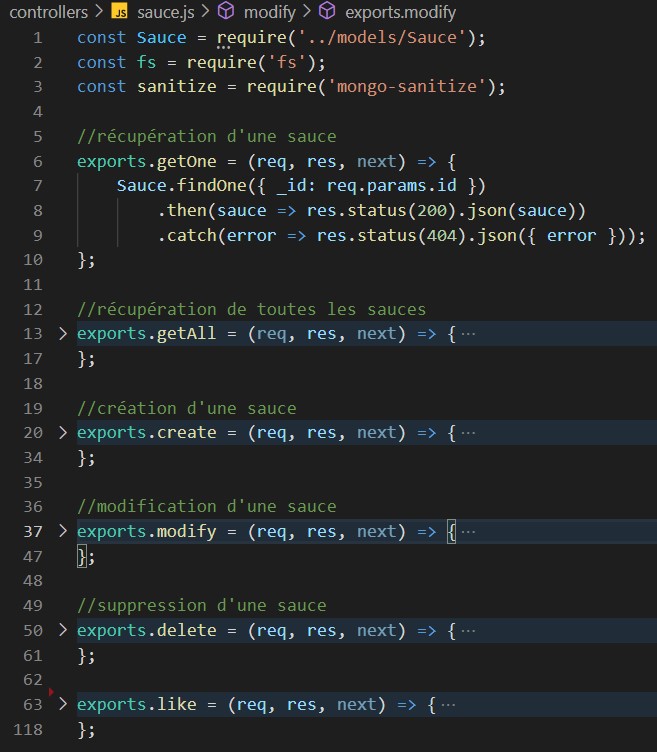 controllers > JS sauce.js > modify > exports.modify
1 const Sauce = require('../models/Sauce');
2 const fs = require('fs');
3 const sanitize = require('mongo-sanitize');
4
5 //récupération d'une sauce
6 exports.getOne = (req, res, next) => {
7     Sauce.findOne({ _id: req.params.id })
8         .then(sauce => res.status(200).json(sauce))
9         .catch(error => res.status(404).json({ error }));
10 };
11
12 //récupération de toutes les sauces
13 > exports.getAll = (req, res, next) => { ···
17 };
18
19 //création d'une sauce
20 > exports.create = (req, res, next) => { ···
34 };
35
36 //modification d'une sauce
37 > exports.modify = (req, res, next) => { ···
47 };
48
49 //suppression d'une sauce
50 > exports.delete = (req, res, next) => { ···
61 };
62
63 > exports.like = (req, res, next) => { ···
118 };